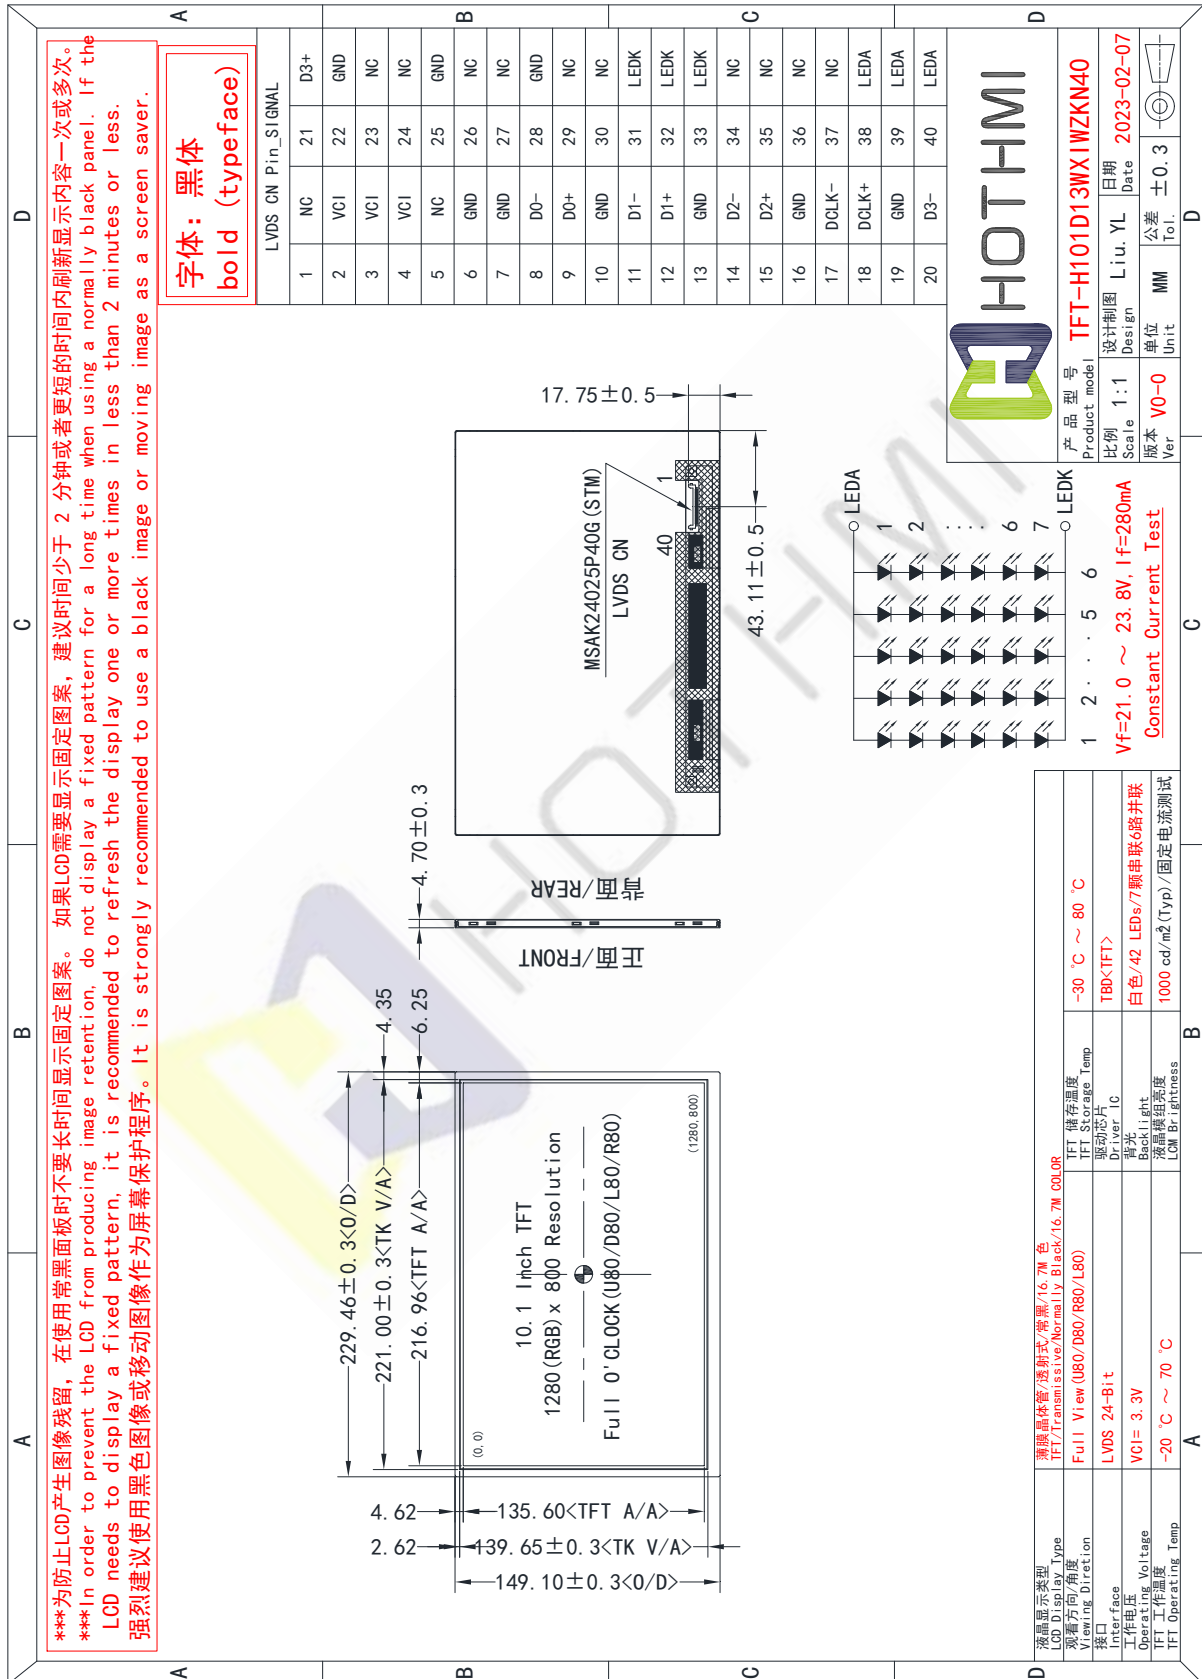 A
B
C
D
***为防止LCD产生图像残留，在使用常黑面板时不要长时间显示固定图案。 如果LCD需要显示固定图案，建议时间少于 2 分钟或者更短的时间内刷新显示内容一次或多次。
***In order to prevent the LCD from producing image retention, do not display a fixed pattern for a long time when using a normally black panel. If the
LCD needs to display a fixed pattern, it is recommended to refresh the display one or more times in less than 2 minutes or less.
强烈建议使用黑色图像或移动图像作为屏幕保护程序。It is strongly recommended to use a black image or moving image as a screen saver.
字体: 黑体
bold (typeface)
A
B
C
D
A
B
C
D
229.46±0.3<O/D>
221.00±0.3<TK V/A>
216.96<TFT A/A>
4.35
6.25
4.62
2.62
135.60<TFT A/A>
139.65±0.3<TK V/A>
149.10±0.3<O/D>
(0,0)
10.1 Inch TFT
1280(RGB)x 800 Resolution
Full O'CLOCK(U80/D80/L80/R80)
(1280,800)
4.70±0.3
正面/FRONT
背面/REAR
MSAK24025P40G(STM)
LVDS CN
40
1
17.75±0.5
43.11±0.5
LVDS CN Pin_SIGNAL
1 NC 21 D3+
2 VCI 22 GND
3 VCI 23 NC
4 VCI 24 NC
5 NC 25 GND
6 GND 26 NC
7 GND 27 NC
8 D0- 28 GND
9 D0+ 29 NC
10 GND 30 NC
11 D1- 31 LEDK
12 D1+ 32 LEDK
13 GND 33 LEDK
14 D2- 34 NC
15 D2+ 35 NC
16 GND 36 NC
17 DCLK- 37 NC
18 DCLK+ 38 LEDA
19 GND 39 LEDA
20 D3- 40 LEDA
LEDA
1
2
:
:
6
7
LEDK
1 2 · · 5 6
Vf=21.0 ～ 23.8V,If=280mA
Constant Current Test
HOTHMI
HOTHMI
产 品 型 号
Product model
TFT-H101D13WXIWZKN40
比例
Scale
1:1
设计制图
Design
Liu. YL
日期
Date
2023-02-07
版本
Ver
V0-0
单位
Unit
MM
公差
Tol.
±0.3
液晶显示类型
LCD Display Type
薄膜晶体管/透射式/常黑/16.7M 色
TFT/Transmissive/Normally Black/16.7M COLOR
观看方向/角度
Viewing Diretion
Full View(U80/D80/R80/L80)
TFT 储存温度
TFT Storage Temp
-30 ℃ ～ 80 ℃
接口
Interface
LVDS 24-Bit
驱动芯片
Driver IC
TBD<TFT>
工作电压
Operating Voltage
VCI= 3.3V
背光
Backlight
白色/42 LEDs/7颗串联6路并联
TFT 工作温度
TFT Operating Temp
-20 ℃ ～ 70 ℃
液晶模组亮度
LCM Brightness
1000 cd/m2(Typ)/固定电流测试
A
B
C
D